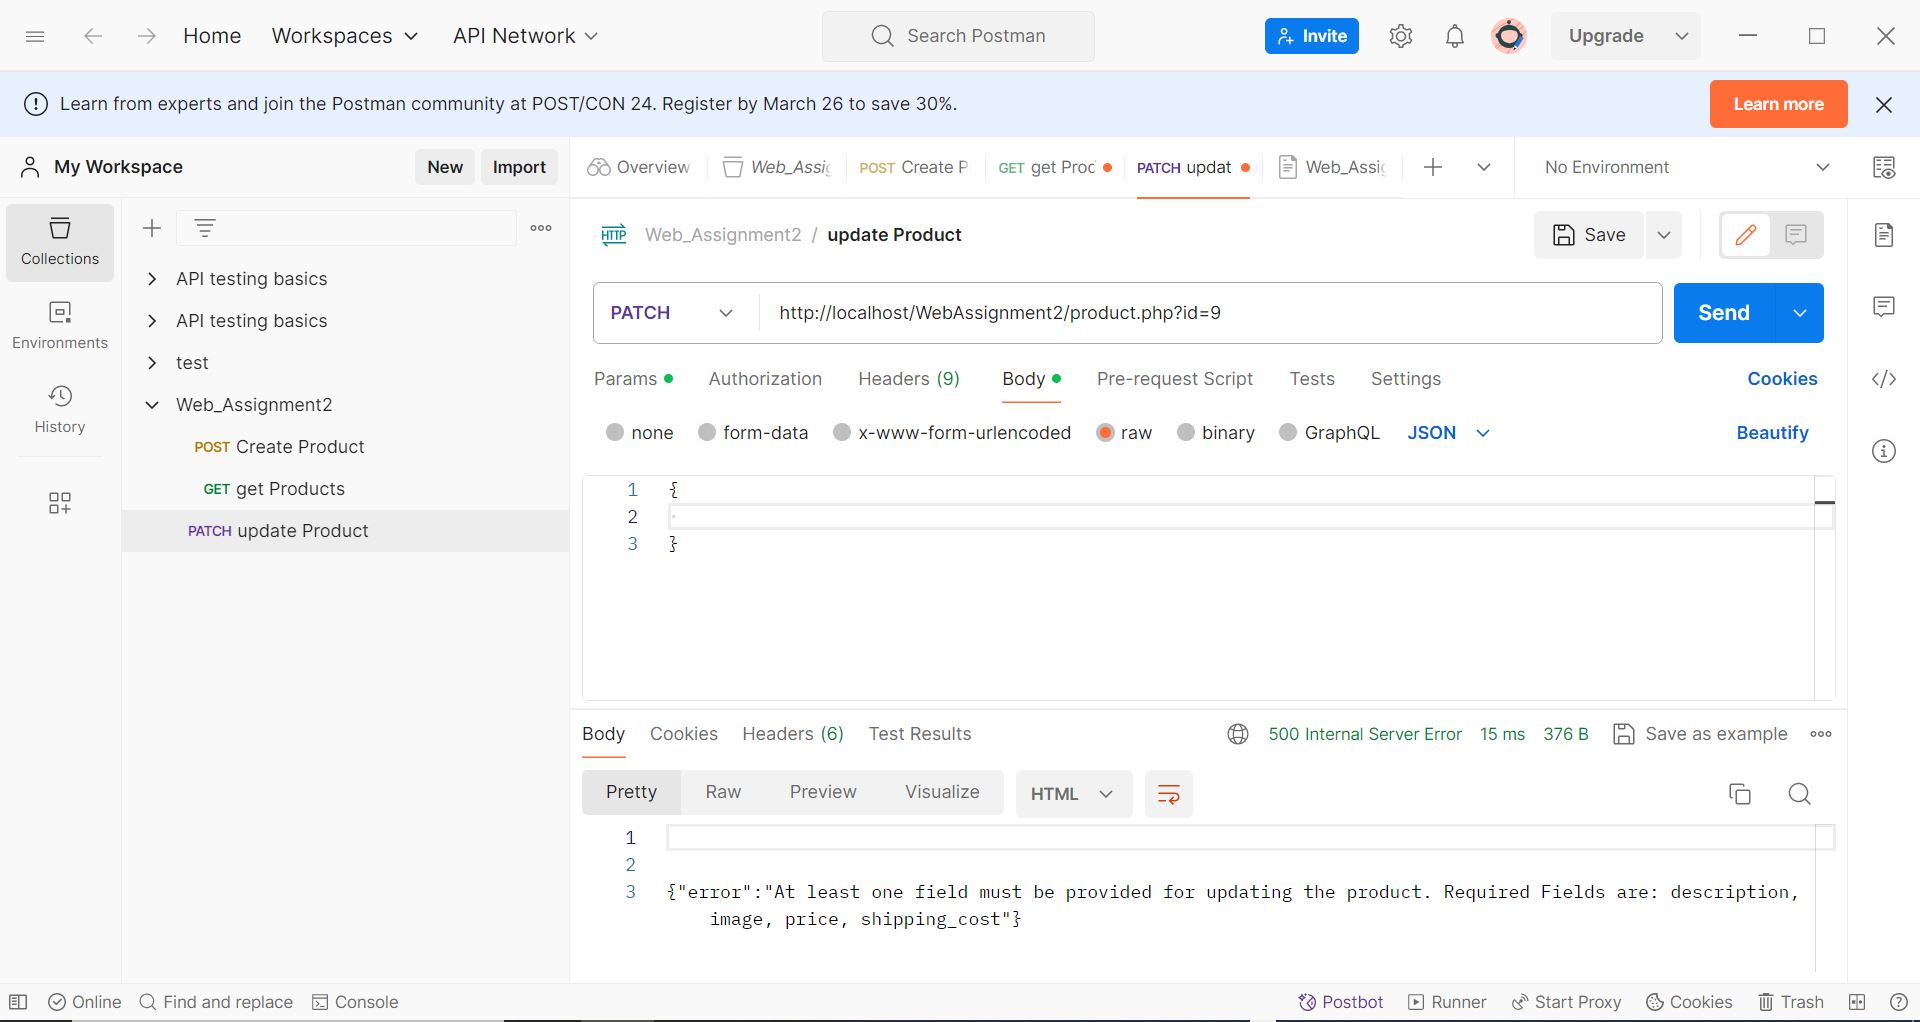 Home Workspaces API Network Search Postman Invite Upgrade
Learn from experts and join the Postman community at POST/CON 24. Register by March 26 to save 30%. Learn more
My Workspace New Import Overview Web_Assig POST Create P GET get Proc PATCH updat Web_Assig No Environment
Collections
Environments
History
API testing basics
API testing basics
test
Web_Assignment2
POST Create Product
GET get Products
PATCH update Product
HTTP Web_Assignment2 / update Product Save
PATCH http://localhost/WebAssignment2/product.php?id=9 Send
Params Authorization Headers (9) Body Pre-request Script Tests Settings Cookies
none form-data x-www-form-urlencoded raw binary GraphQL JSON Beautify
1 {
2
3 }
Body Cookies Headers (6) Test Results 500 Internal Server Error 15 ms 376 B Save as example
Pretty Raw Preview Visualize HTML
1
2
3 {"error":"At least one field must be provided for updating the product. Required Fields are: description,
image, price, shipping_cost"}
Online Find and replace Console Postbot Runner Start Proxy Cookies Trash